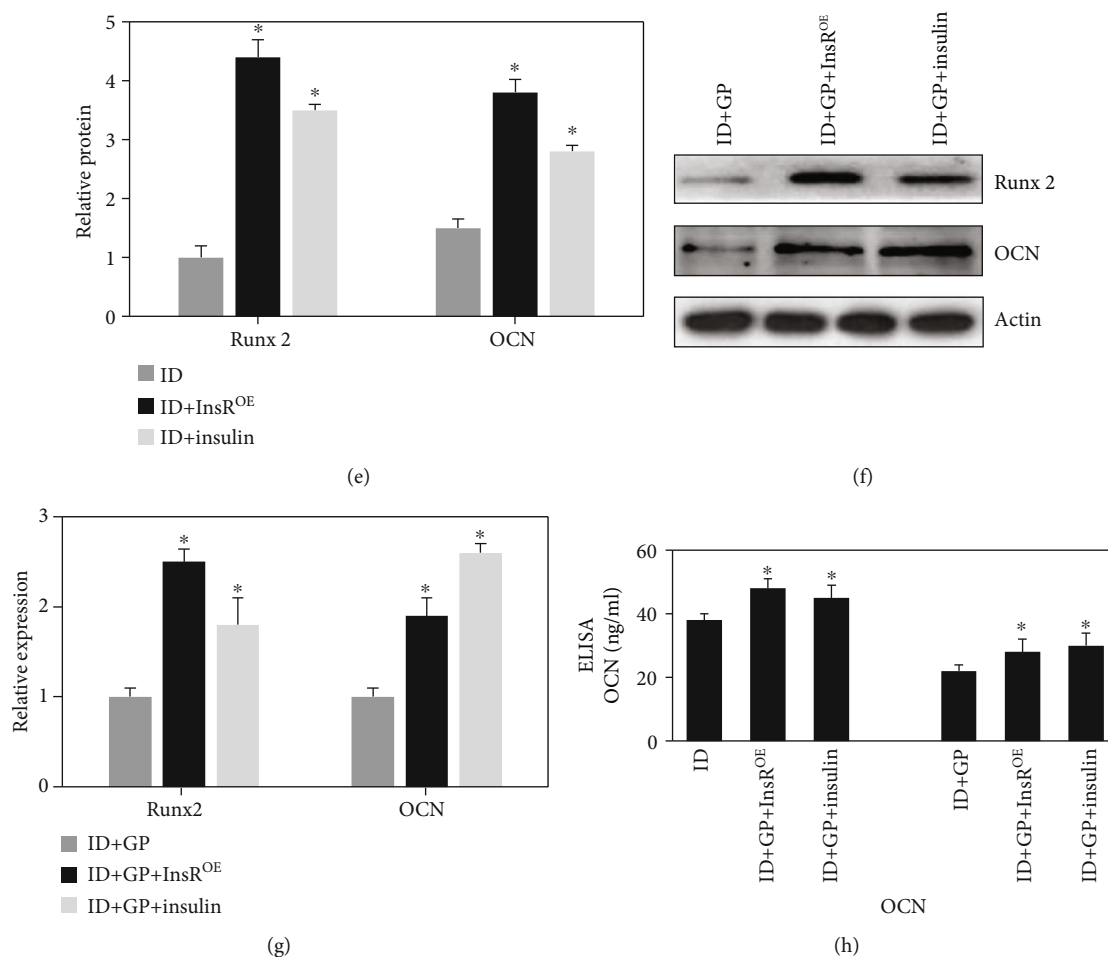 5
4
3
2
1
0
Relative protein
* * * *
Runx 2 OCN
ID
ID+InsR^OE
ID+insulin
(e)
ID+GP
ID+GP+InsR^OE
ID+GP+insulin
Runx 2
OCN
Actin
(f)
3
2
1
0
Relative expression
* * * *
Runx2 OCN
ID+GP
ID+GP+InsR^OE
ID+GP+insulin
(g)
60
40
20
0
ELISA
OCN (ng/ml)
* * * *
ID
ID+GP+InsR^OE
ID+GP+insulin
ID+GP
ID+GP+InsR^OE
ID+GP+insulin
OCN
(h)